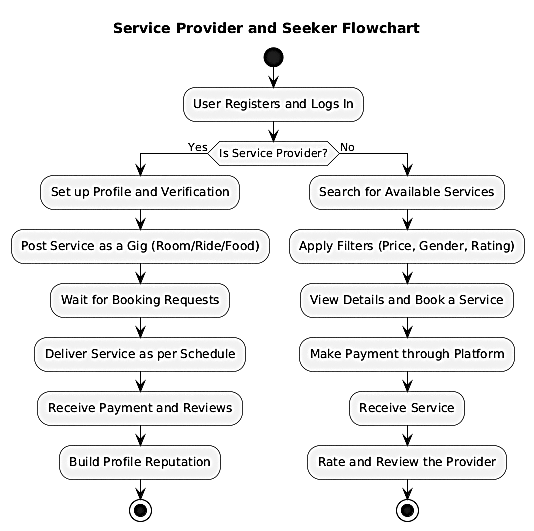 Service Provider and Seeker Flowchart
User Registers and Logs In
Yes
Is Service Provider?
No
Set up Profile and Verification
Post Service as a Gig (Room/Ride/Food)
Wait for Booking Requests
Deliver Service as per Schedule
Receive Payment and Reviews
Build Profile Reputation
Search for Available Services
Apply Filters (Price, Gender, Rating)
View Details and Book a Service
Make Payment through Platform
Receive Service
Rate and Review the Provider